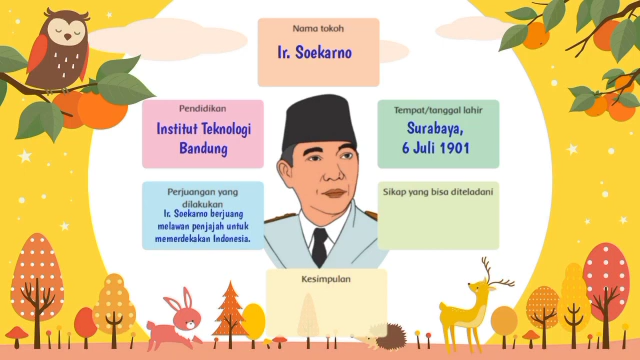 Nama tokoh
Ir. Soekarno
Pendidikan
Institut Teknologi
Bandung
Tempat/tanggal lahir
Surabaya,
6 Juli 1901
Perjuangan yang
dilakukan
Ir. Soekarno berjuang
melawan penjajah untuk
memerdekakan Indonesia.
Sikap yang bisa diteladani
Kesimpulan